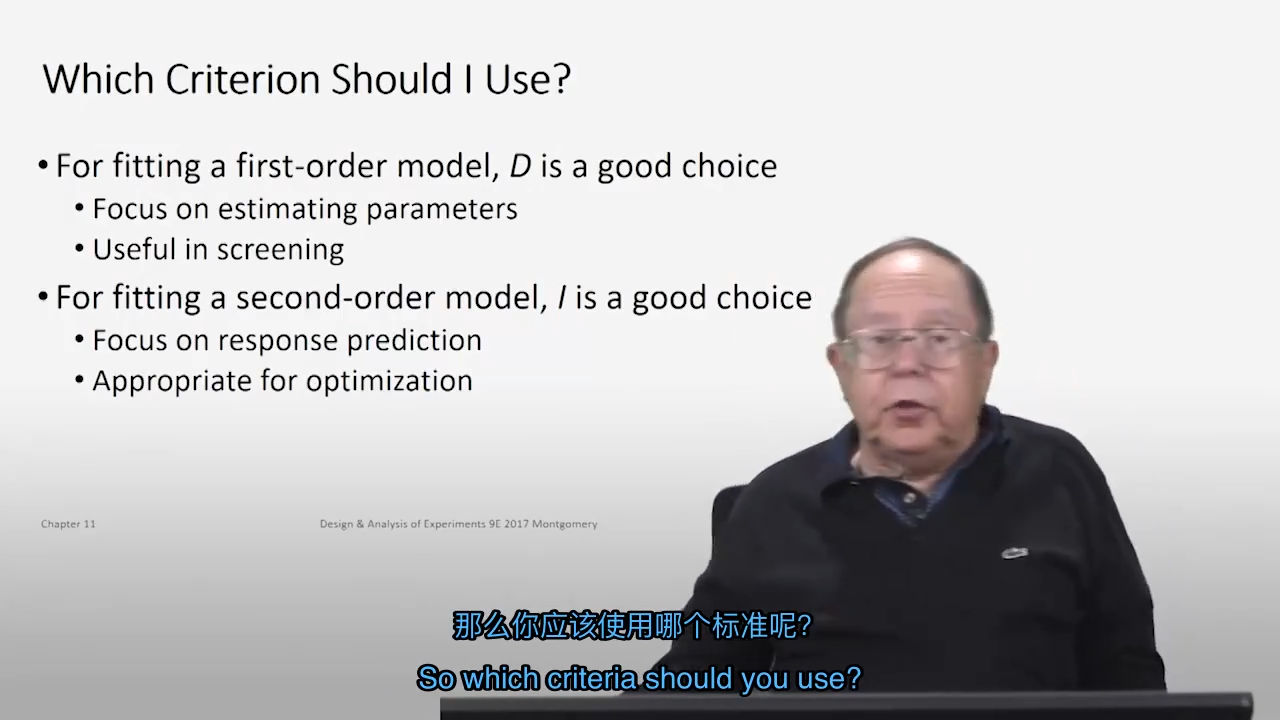 Which Criterion Should I Use?
• For fitting a first-order model, D is a good choice
• Focus on estimating parameters
• Useful in screening
• For fitting a second-order model, I is a good choice
• Focus on response prediction
• Appropriate for optimization
Chapter 11
Design & Analysis of Experiments 9E 2017 Montgomery
那么你应该使用哪个标准呢?
So which criteria should you use?